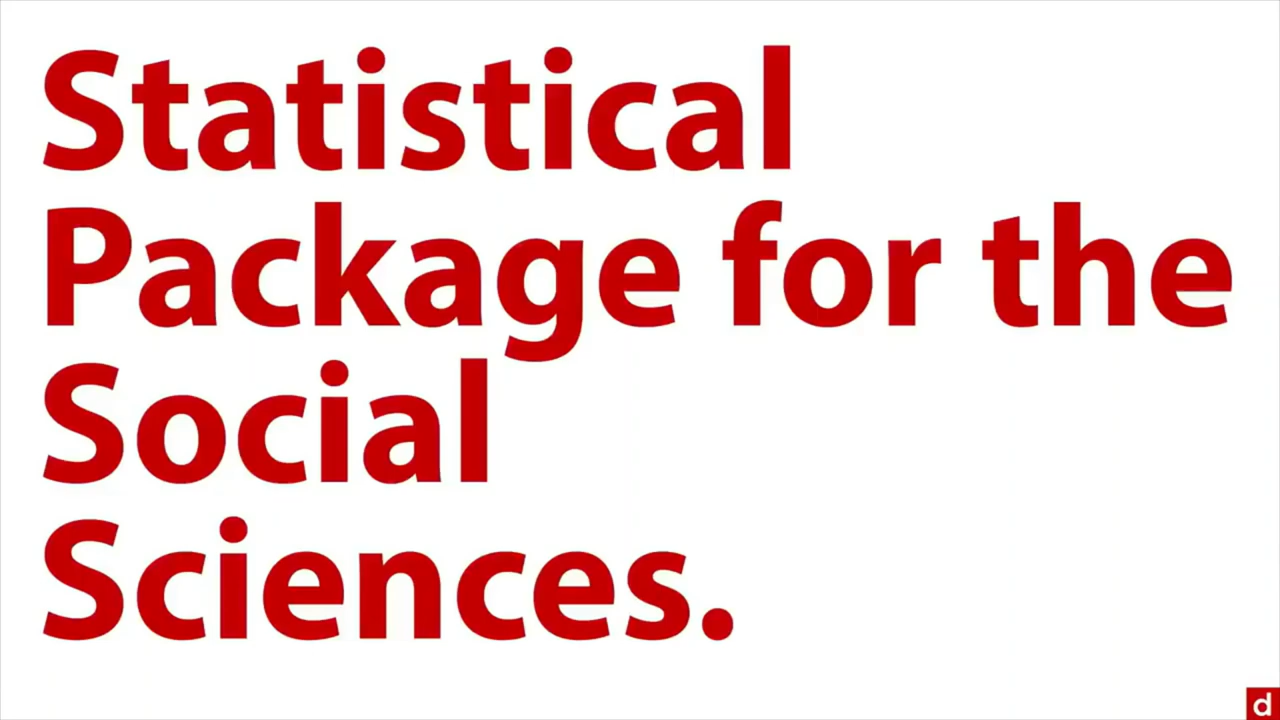 Statistical
Package for the
Social
Sciences.
d